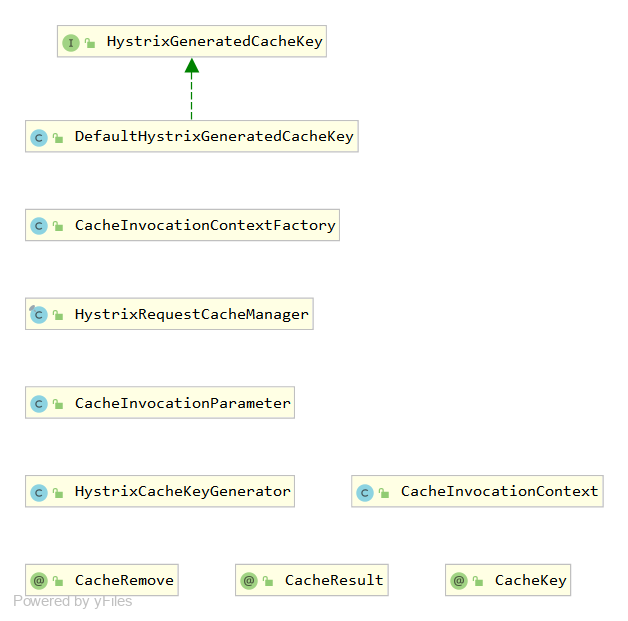 I HystrixGeneratedCacheKey
C DefaultHystrixGeneratedCacheKey
C CacheInvocationContextFactory
C HystrixRequestCacheManager
C CacheInvocationParameter
C HystrixCacheKeyGenerator C CacheInvocationContext
@ CacheRemove @ CacheResult @ CacheKey
Powered by yFiles